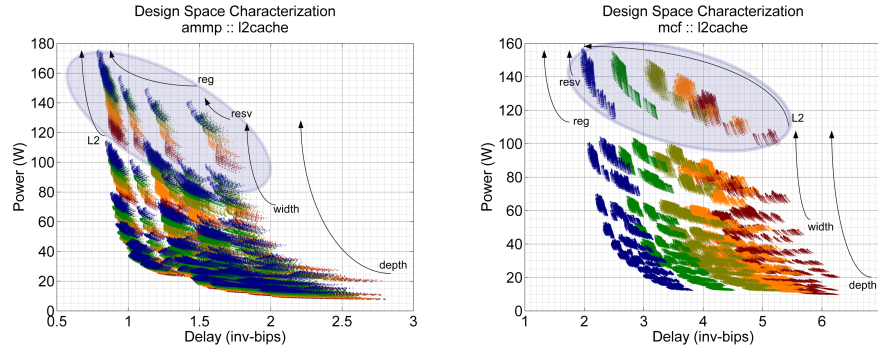 Design Space Characterization
ammp :: l2cache
180
160
140
120
100
80
60
40
20
0
Power (W)
reg
resv
L2
width
depth
0.5 1 1.5 2 2.5 3
Delay (inv-bips)
Design Space Characterization
mcf :: l2cache
160
140
120
100
80
60
40
20
0
Power (W)
resv
reg
L2
width
depth
1 2 3 4 5 6
Delay (inv-bips)